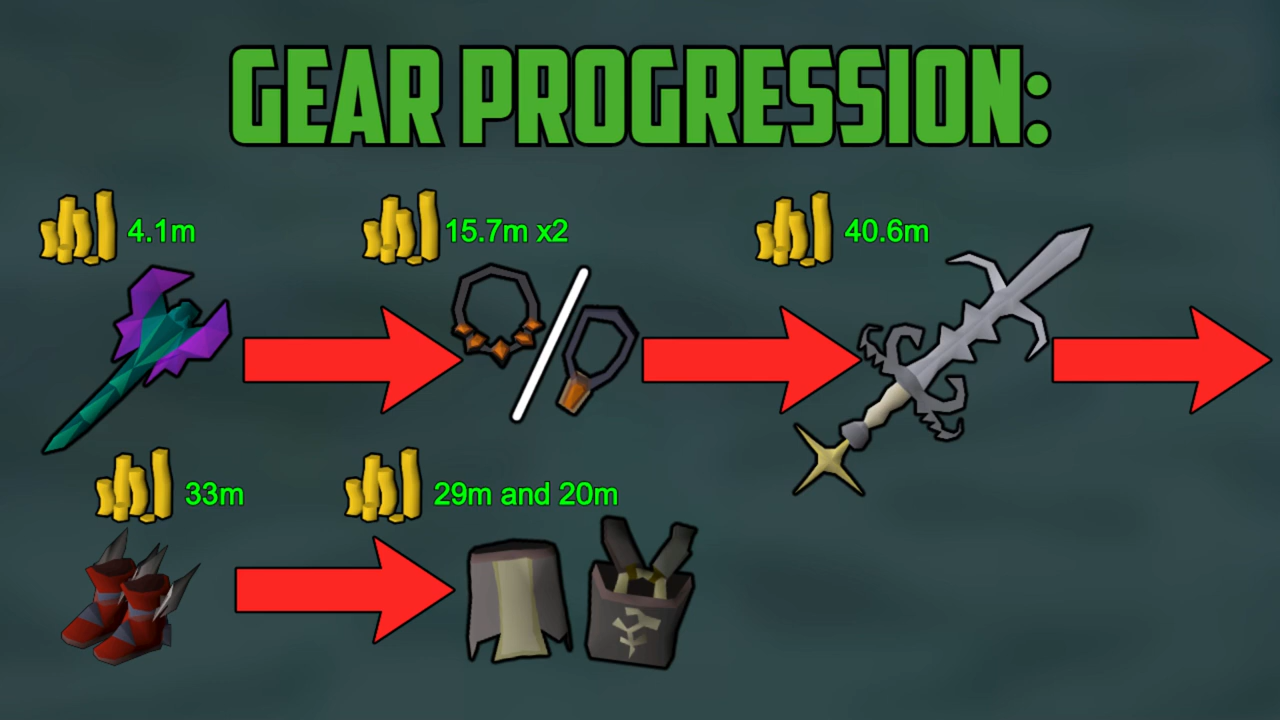 GEAR PROGRESSION:
4.1m
15.7m x2
40.6m
33m
29m and 20m